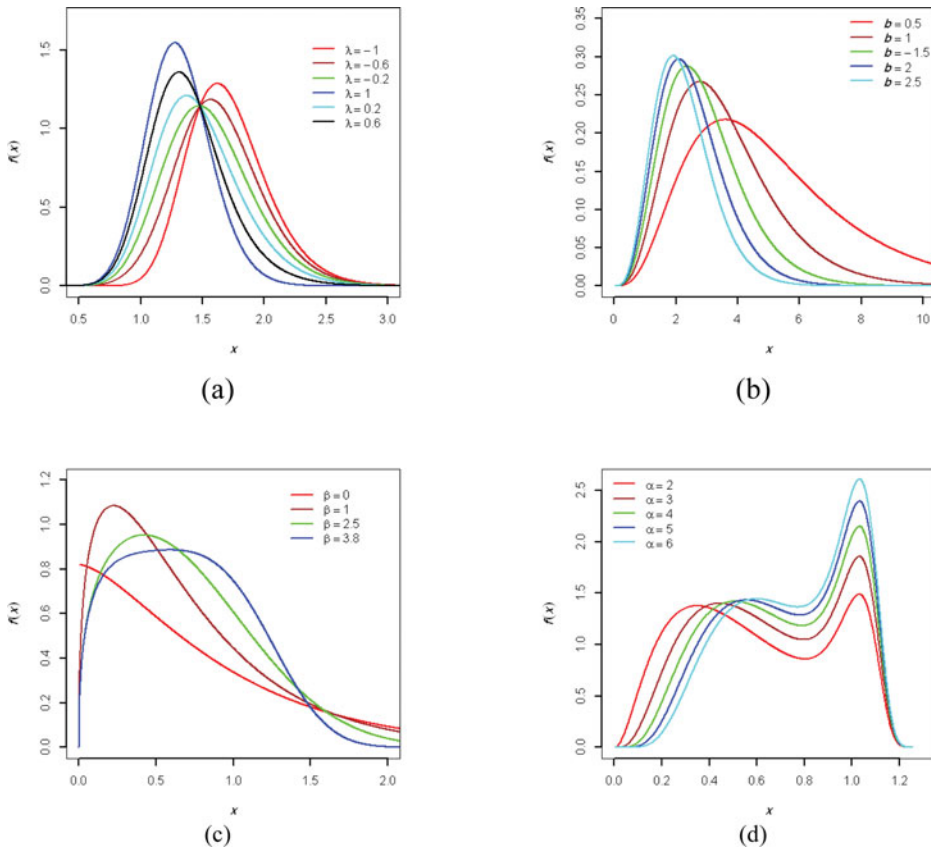 f(x)
0.0
0.5
1.0
1.5
λ = −1
λ = −0.6
λ = −0.2
λ = 1
λ = 0.2
λ = 0.6
0.5 1.0 1.5 2.0 2.5 3.0
x
(a)
f(x)
0.00
0.05
0.10
0.15
0.20
0.25
0.30
0.35
b = 0.5
b = 1
b = −1.5
b = 2
b = 2.5
0 2 4 6 8 10
x
(b)
f(x)
0.0
0.2
0.4
0.6
0.8
1.0
1.2
β = 0
β = 1
β = 2.5
β = 3.8
0.0 0.5 1.0 1.5 2.0
x
(c)
f(x)
0.0
0.5
1.0
1.5
2.0
2.5
α = 2
α = 3
α = 4
α = 5
α = 6
0.0 0.2 0.4 0.6 0.8 1.0 1.2
x
(d)